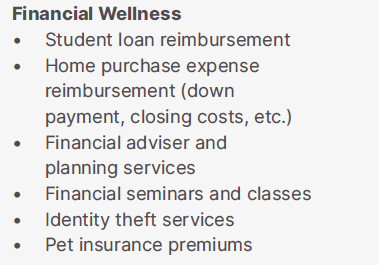 Financial Wellness
• Student loan reimbursement
• Home purchase expense
reimbursement (down
payment, closing costs, etc.)
• Financial adviser and
planning services
• Financial seminars and classes
• Identity theft services
• Pet insurance premiums